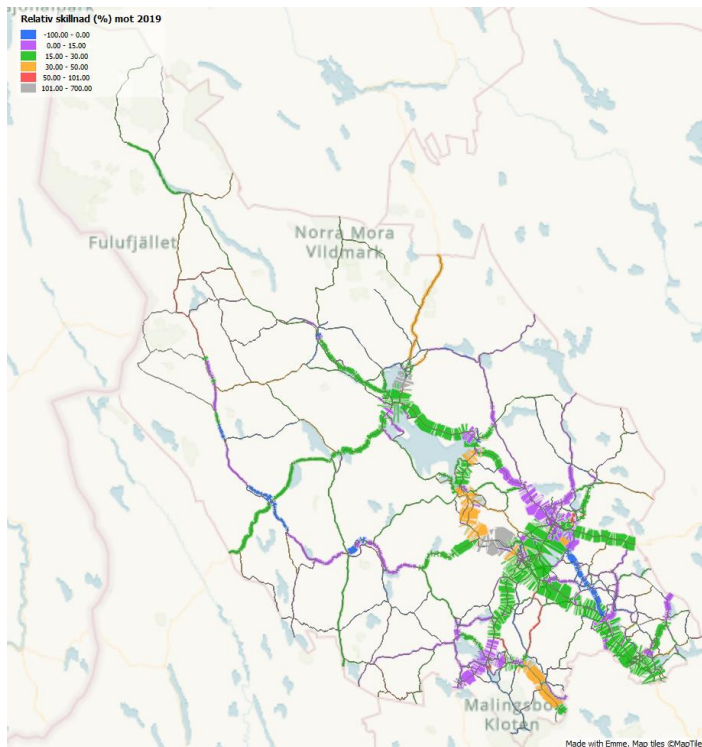 Relativ skillnad (%) mot 2019
-100.00 - 0.00
0.00 - 15.00
15.00 - 30.00
30.00 - 50.00
50.00 - 101.00
101.00 - 700.00
Fulufjället
Norra Mora
Vildmark
Kloten
Made with Emme, Map tiles ©MapTile